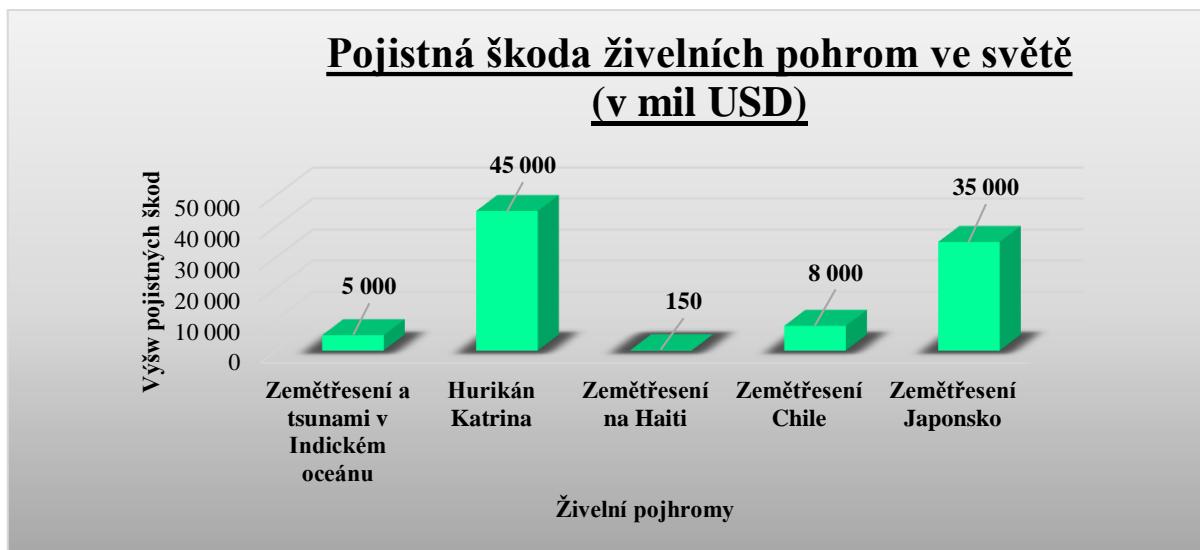 Pojistná škoda živelních pohrom ve světě
(v mil USD)
Výšw pojistných škod
50 000
40 000
30 000
20 000
10 000
0
5 000
45 000
150
8 000
35 000
Zemětřesení a
tsunami v
Indickém
oceánu
Hurikán
Katrina
Zemětřesení
na Haiti
Zemětřesení
Chile
Zemětřesení
Japonsko
Živelní pojhromy